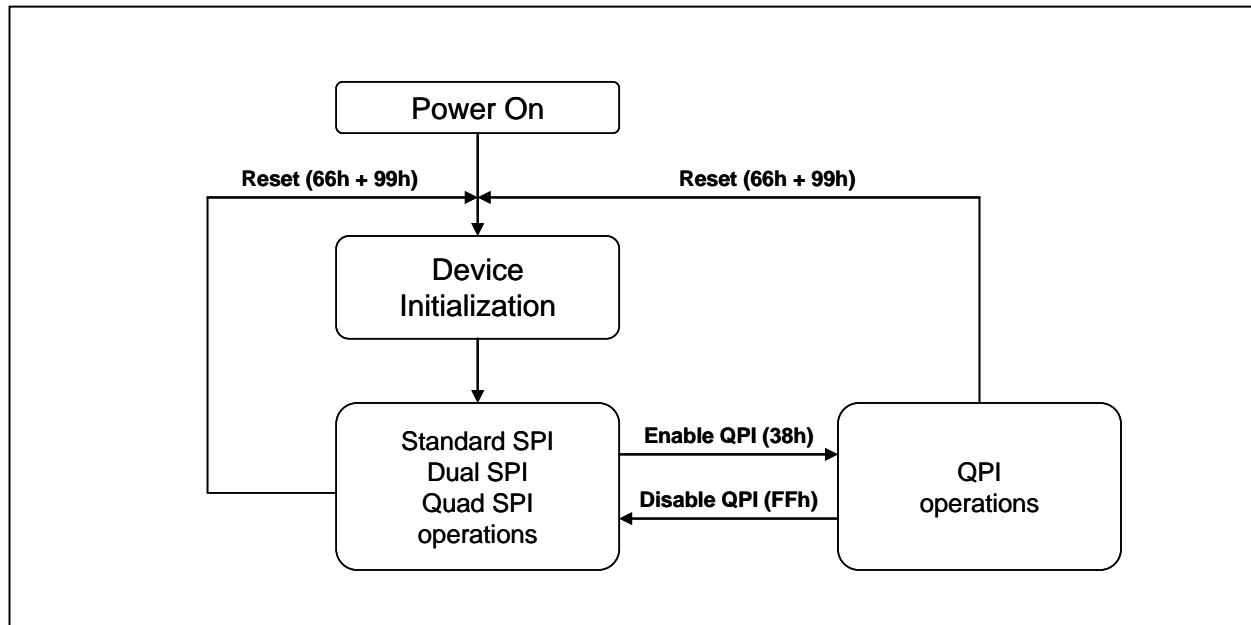 Power On
Reset (66h + 99h)
Reset (66h + 99h)
Device
Initialization
Standard SPI
Dual SPI
Quad SPI
operations
Enable QPI (38h)
Disable QPI (FFh)
QPI
operations